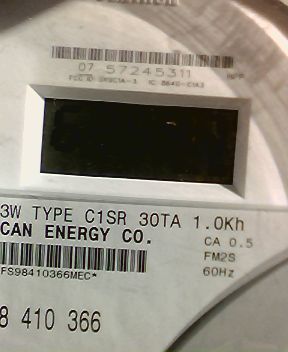 07 57245311
3W TYPE C1SR 30TA 1.0Kh
CAN ENERGY CO.
CA 0.5
FM2S
60Hz
FS98410366MEC*
8 410 366